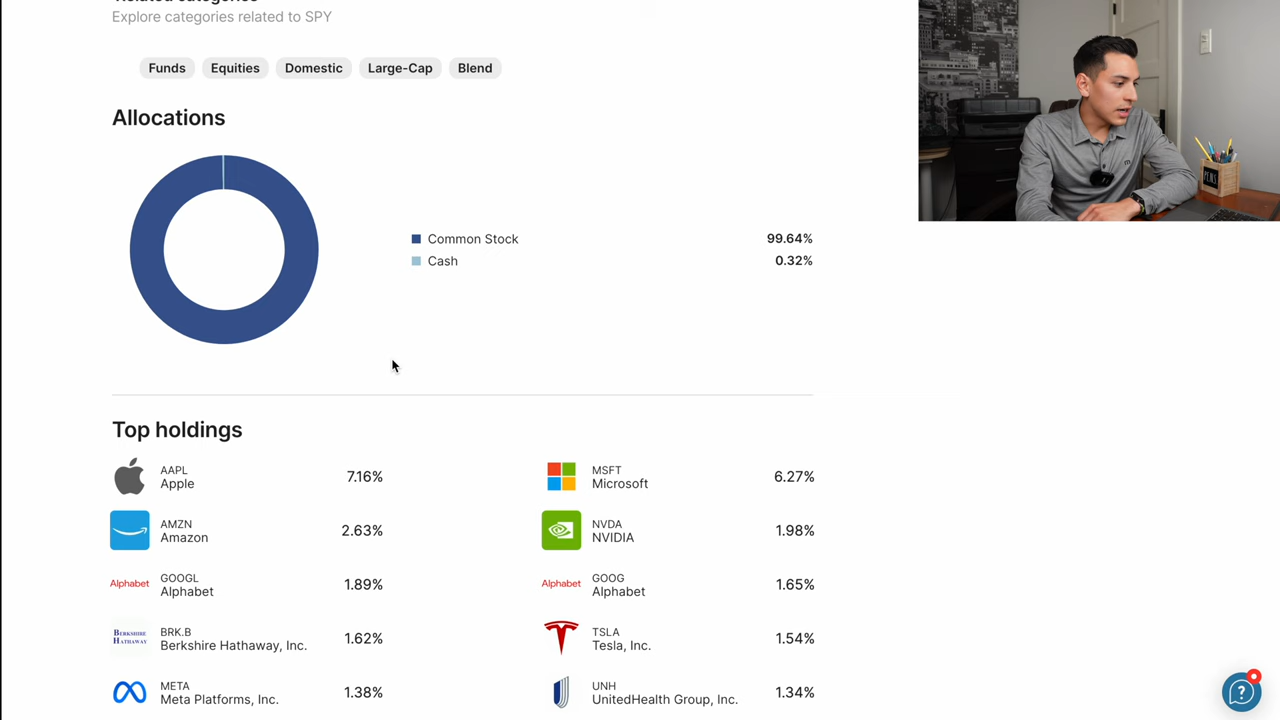 Related categories
Explore categories related to SPY
Funds
Equities
Domestic
Large-Cap
Blend
Allocations
Common Stock
99.64%
Cash
0.32%
Top holdings
AAPL
Apple
7.16%
MSFT
Microsoft
6.27%
AMZN
Amazon
2.63%
NVDA
NVIDIA
1.98%
Alphabet
GOOGL
Alphabet
1.89%
Alphabet
GOOG
Alphabet
1.65%
BERKSHIRE
HATHAWAY
BRK.B
Berkshire Hathaway, Inc.
1.62%
TSLA
Tesla, Inc.
1.54%
META
Meta Platforms, Inc.
1.38%
UNH
UnitedHealth Group, Inc.
1.34%
PENS
?